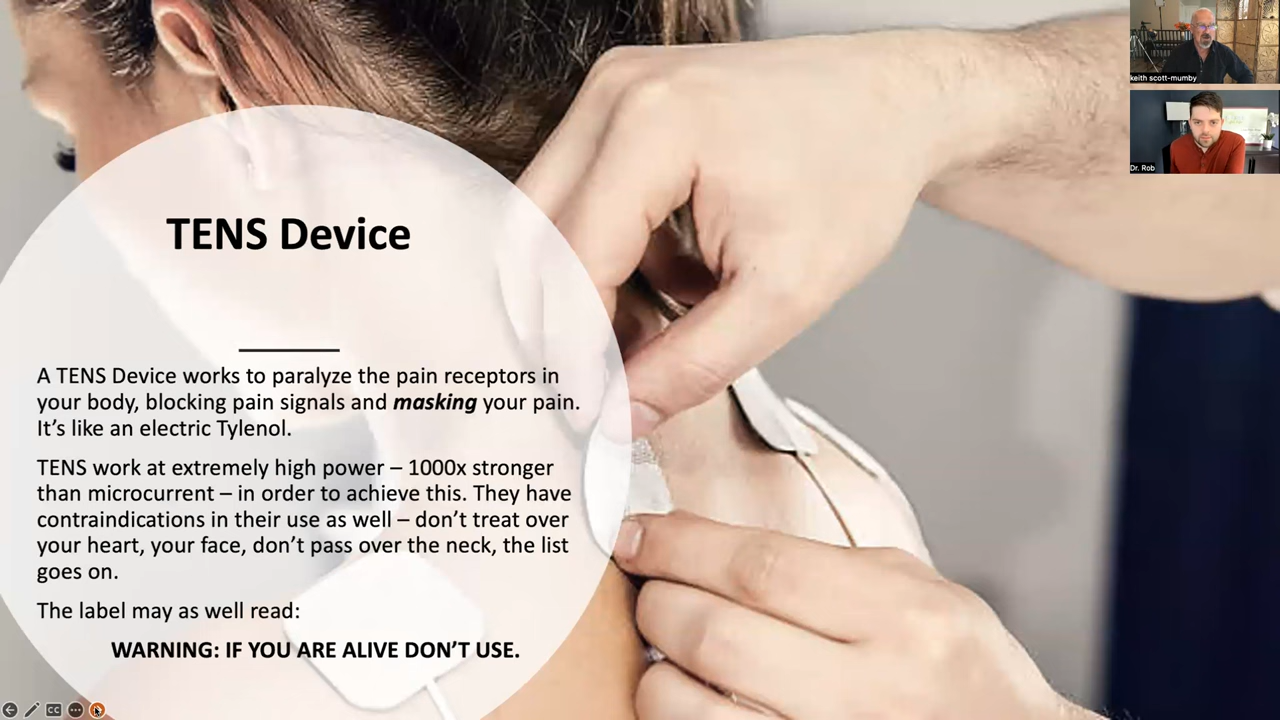 keith scott-mumby
Dr. Rob
TENS Device
A TENS Device works to paralyze the pain receptors in
your body, blocking pain signals and masking your pain.
It’s like an electric Tylenol.
TENS work at extremely high power – 1000x stronger
than microcurrent – in order to achieve this. They have
contraindications in their use as well – don’t treat over
your heart, your face, don’t pass over the neck, the list
goes on.
The label may as well read:
WARNING: IF YOU ARE ALIVE DON’T USE.
CC